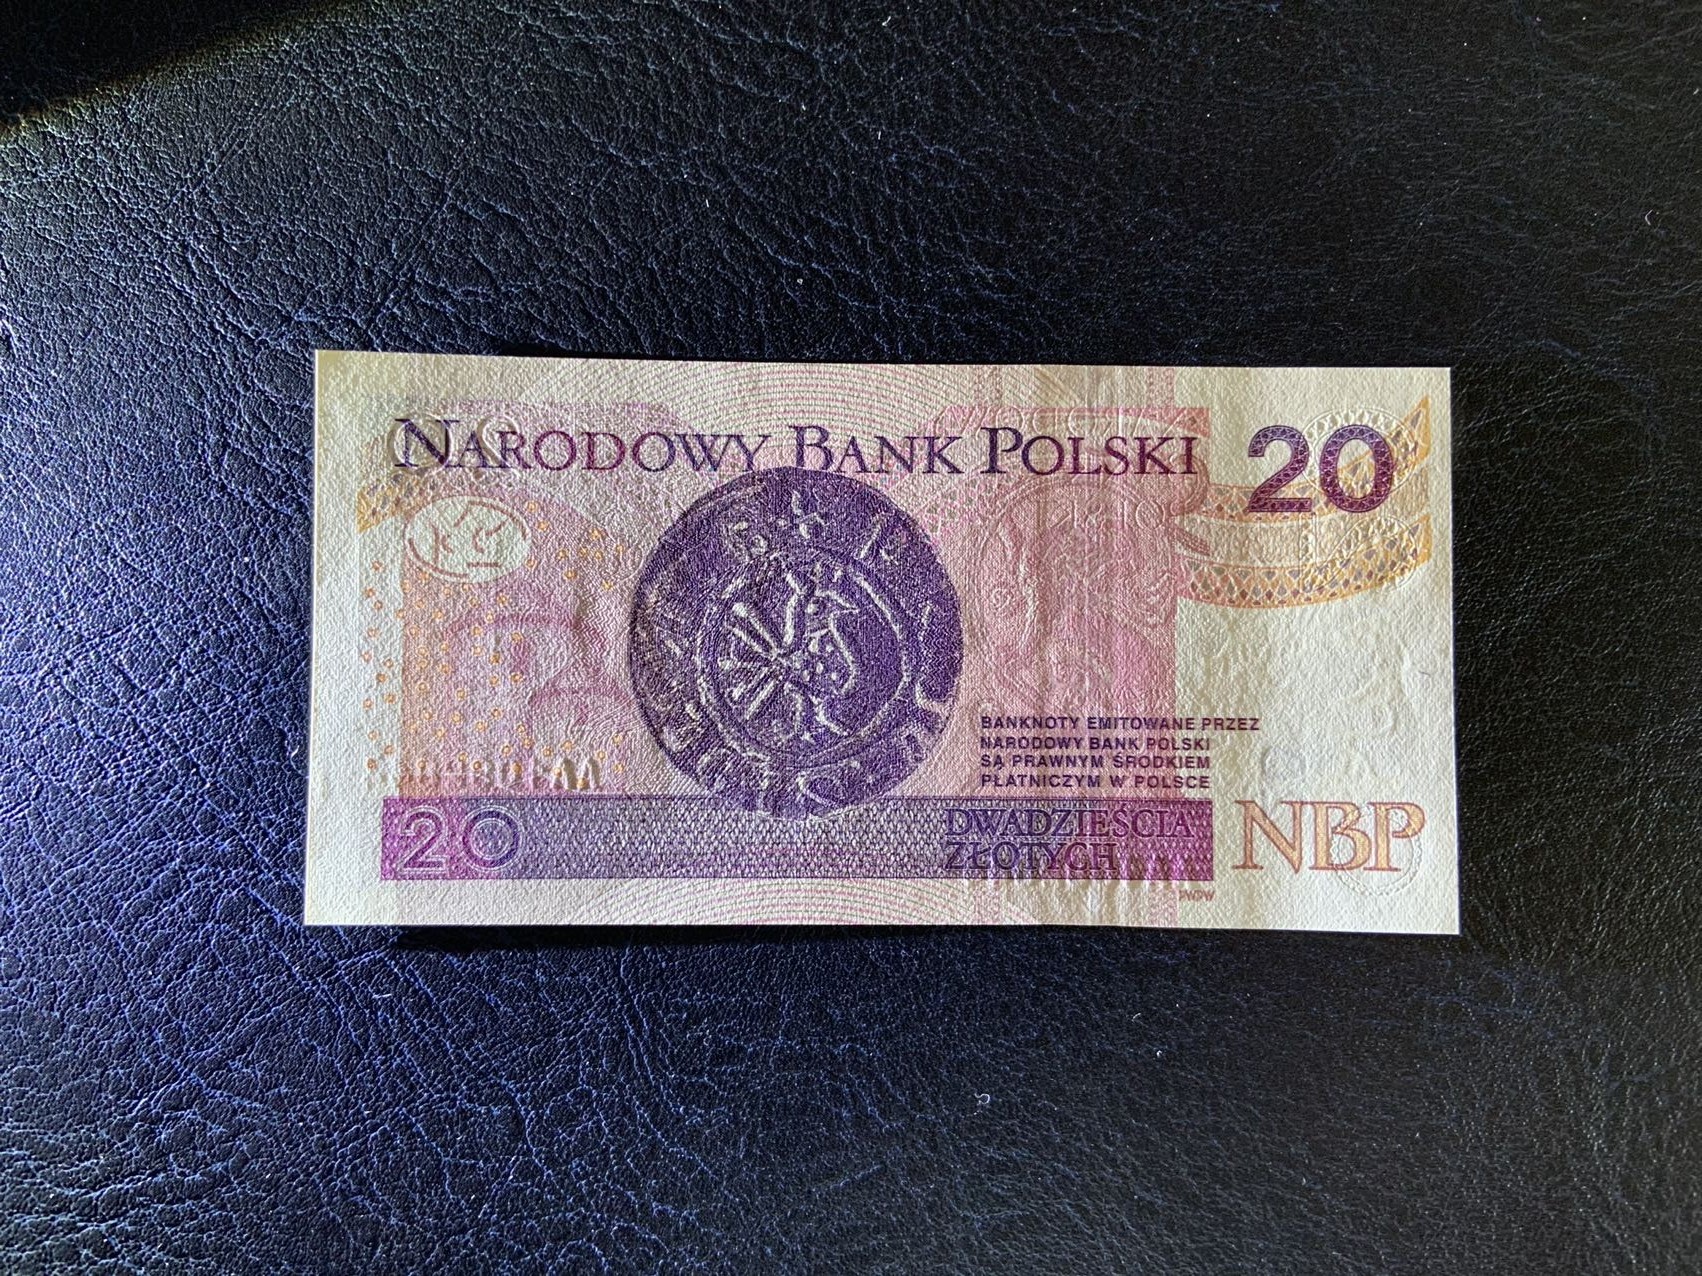 NARODOWY BANK POLSKI
20
BANKNOTY EMITOWANE PRZEZ
NARODOWY BANK POLSKI
SĄ PRAWNYM ŚRODKIEM
PŁATNICZYM W POLSCE
20
DWADZIEŚCIA
ZŁOTYCH
NBP
PWPW